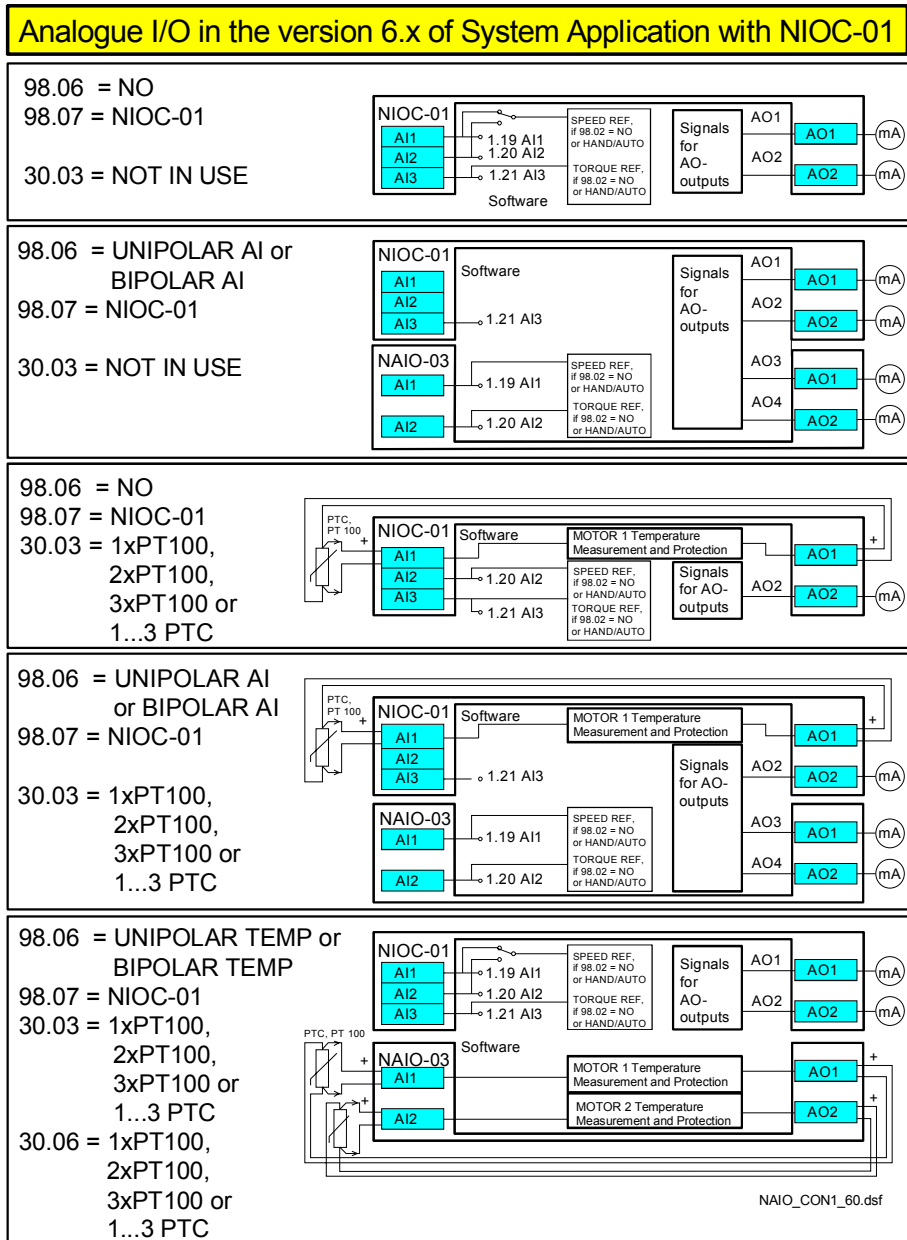 Analogue I/O in the version 6.x of System Application with NIOC-01
98.06 = NO
98.07 = NIOC-01
30.03 = NOT IN USE
NIOC-01
AI1
AI2
AI3
1.19 AI1
1.20 AI2
1.21 AI3
Software
SPEED REF,
if 98.02 = NO
or HAND/AUTO
TORQUE REF,
if 98.02 = NO
or HAND/AUTO
Signals
for
AO-
outputs
AO1
AO2
AO1
AO2
mA
mA
98.06 = UNIPOLAR AI or
BIPOLAR AI
98.07 = NIOC-01
30.03 = NOT IN USE
NIOC-01
AI1
AI2
AI3
Software
1.21 AI3
NAIO-03
AI1
AI2
1.19 AI1
1.20 AI2
SPEED REF,
if 98.02 = NO
or HAND/AUTO
TORQUE REF,
if 98.02 = NO
or HAND/AUTO
Signals
for
AO-
outputs
AO1
AO2
AO3
AO4
AO1
AO2
AO1
AO2
mA
mA
mA
mA
98.06 = NO
98.07 = NIOC-01
30.03 = 1xPT100,
2xPT100,
3xPT100 or
1...3 PTC
PTC,
PT 100
+
NIOC-01
AI1
AI2
AI3
Software
1.20 AI2
1.21 AI3
MOTOR 1 Temperature
Measurement and Protection
SPEED REF,
if 98.02 = NO
or HAND/AUTO
TORQUE REF,
if 98.02 = NO
or HAND/AUTO
Signals
for AO-
outputs
AO2
AO1
AO2
+
mA
98.06 = UNIPOLAR AI
or BIPOLAR AI
98.07 = NIOC-01
30.03 = 1xPT100,
2xPT100,
3xPT100 or
1...3 PTC
PTC,
PT 100
+
NIOC-01
AI1
AI2
AI3
Software
1.21 AI3
MOTOR 1 Temperature
Measurement and Protection
NAIO-03
AI1
AI2
1.19 AI1
1.20 AI2
SPEED REF,
if 98.02 = NO
or HAND/AUTO
TORQUE REF,
if 98.02 = NO
or HAND/AUTO
Signals
for AO-
outputs
AO2
AO3
AO4
AO1
AO2
AO1
AO2
+
mA
mA
mA
98.06 = UNIPOLAR TEMP or
BIPOLAR TEMP
98.07 = NIOC-01
30.03 = 1xPT100,
2xPT100,
3xPT100 or
1...3 PTC
30.06 = 1xPT100,
2xPT100,
3xPT100 or
1...3 PTC
NIOC-01
AI1
AI2
AI3
1.19 AI1
1.20 AI2
1.21 AI3
SPEED REF,
if 98.02 = NO
or HAND/AUTO
TORQUE REF,
if 98.02 = NO
or HAND/AUTO
Signals
for
AO-
outputs
AO1
AO2
AO1
AO2
mA
mA
PTC, PT 100
+
+
NAIO-03
AI1
AI2
Software
MOTOR 1 Temperature
Measurement and Protection
MOTOR 2 Temperature
Measurement and Protection
AO1
AO2
+
+
NAIO_CON1_60.dsf